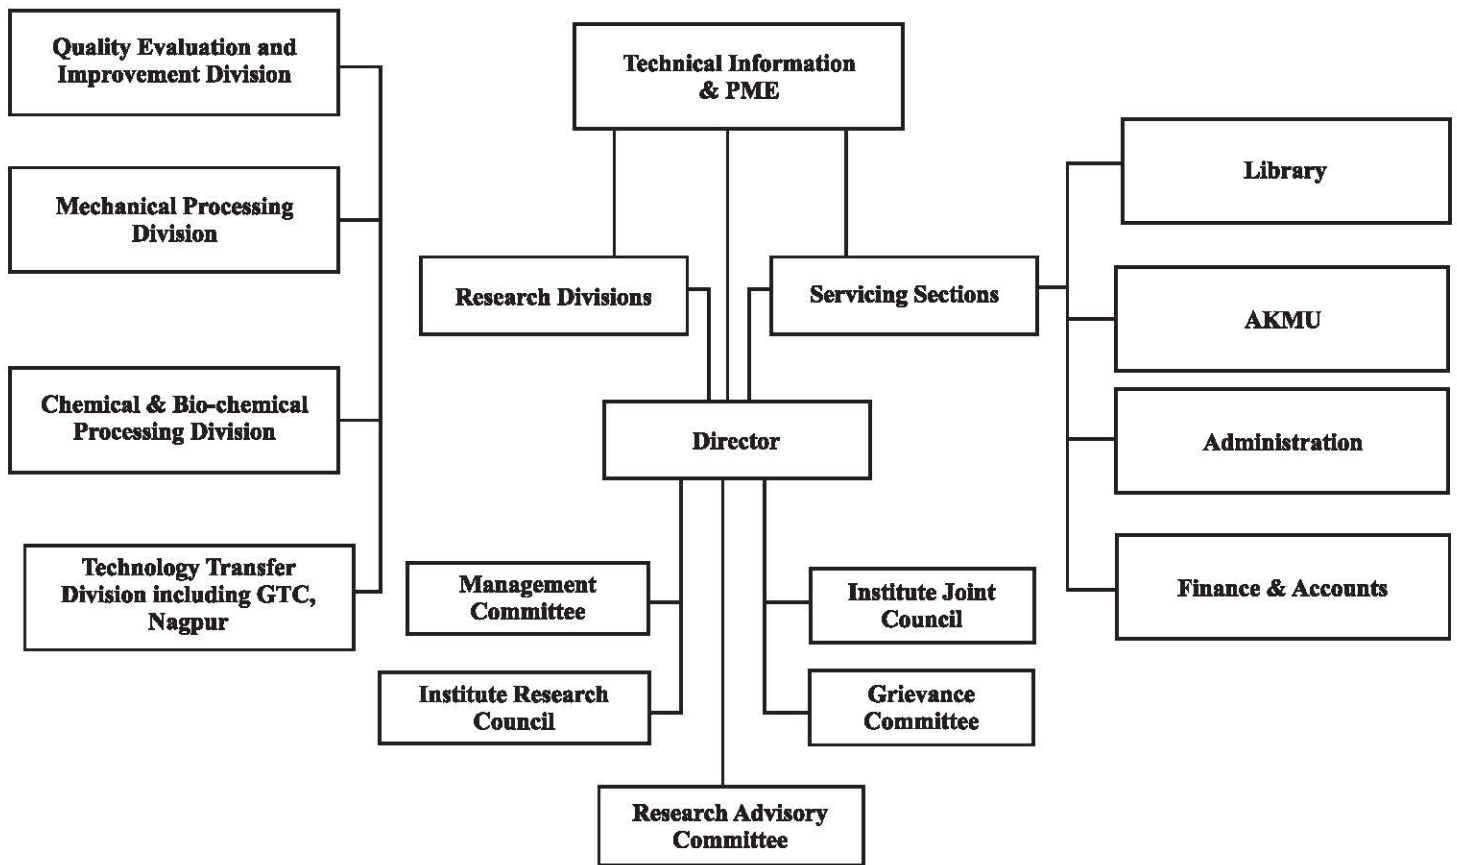 Quality Evaluation and
Improvement Division
Mechanical Processing
Division
Chemical & Bio-chemical
Processing Division
Technology Transfer
Division including GTC,
Nagpur
Technical Information
& PME
Research Divisions
Servicing Sections
Director
Management
Committee
Institute Research
Council
Institute Joint
Council
Grievance
Committee
Research Advisory
Committee
Library
AKMU
Administration
Finance & Accounts